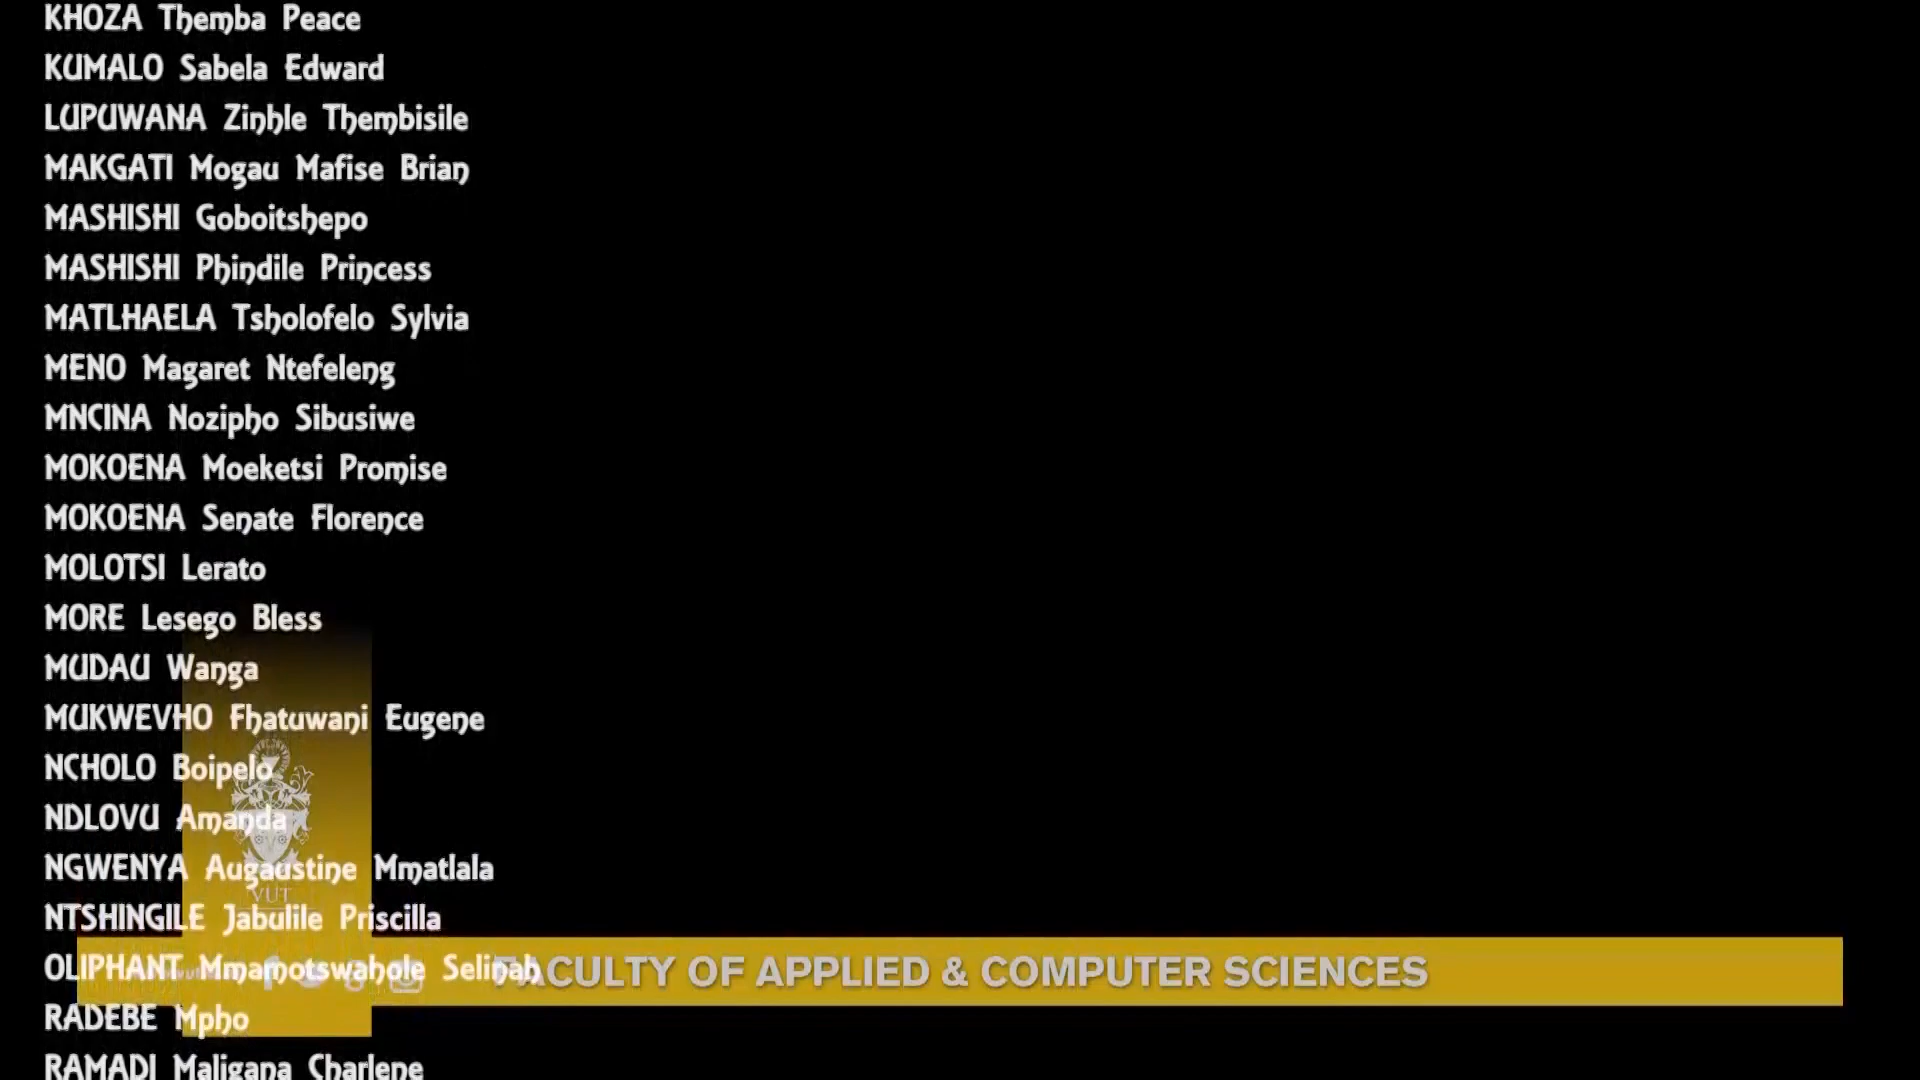 KHOZA Themba Peace
KUMALO Sabela Edward
LUPUWANA Zinhle Thembisile
MAKGATI Mogau Mafise Brian
MASHISHI Goboitshepo
MASHISHI Phindile Princess
MATLHAELA Tsholofelo Sylvia
MENO Magaret Ntefeleng
MNCINA Nozipho Sibusiwe
MOKOENA Moeketsi Promise
MOKOENA Senate Florence
MOLOTSI Lerato
MORE Lesego Bless
MUDAU Wanga
MUKWEVHO Fhatuwani Eugene
NCHOLO Boipelo
NDLOVU Amanda
NGWENYA Augaustine Mmatlala
VUT
NTSHINGILE Jabulile Priscilla
OLIPHANT Mmamotswahole Selinah
FACULTY OF APPLIED & COMPUTER SCIENCES
RADEBE Mpho
RAMADI Maligana Charlene